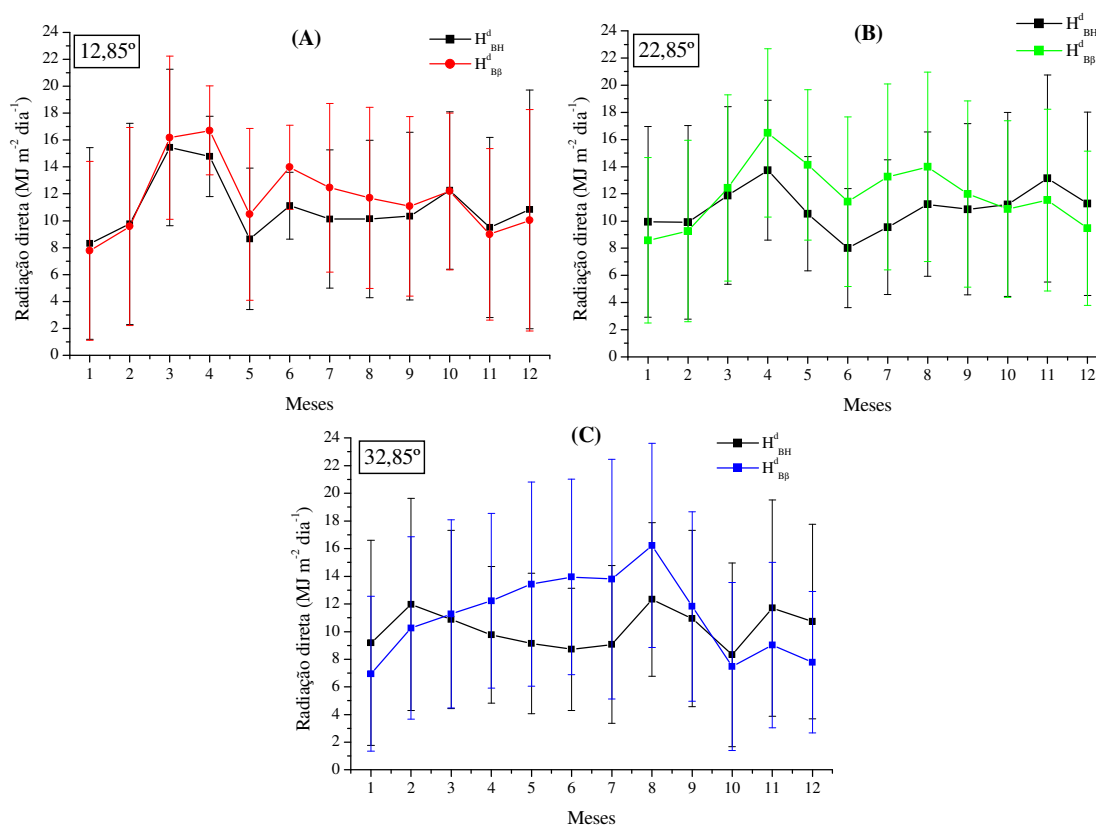 (A)
12,85º
H^d_BH
H^d_Bβ
Radiação direta (MJ m^-2 dia^-1)
24
22
20
18
16
14
12
10
8
6
4
2
0
1 2 3 4 5 6 7 8 9 10 11 12
Meses
(B)
22,85º
H^d_BH
H^d_Bβ
Radiação direta (MJ m^-2 dia^-1)
24
22
20
18
16
14
12
10
8
6
4
2
0
1 2 3 4 5 6 7 8 9 10 11 12
Meses
(C)
32,85º
H^d_BH
H^d_Bβ
Radiação direta (MJ m^-2 dia^-1)
24
22
20
18
16
14
12
10
8
6
4
2
0
1 2 3 4 5 6 7 8 9 10 11 12
Meses